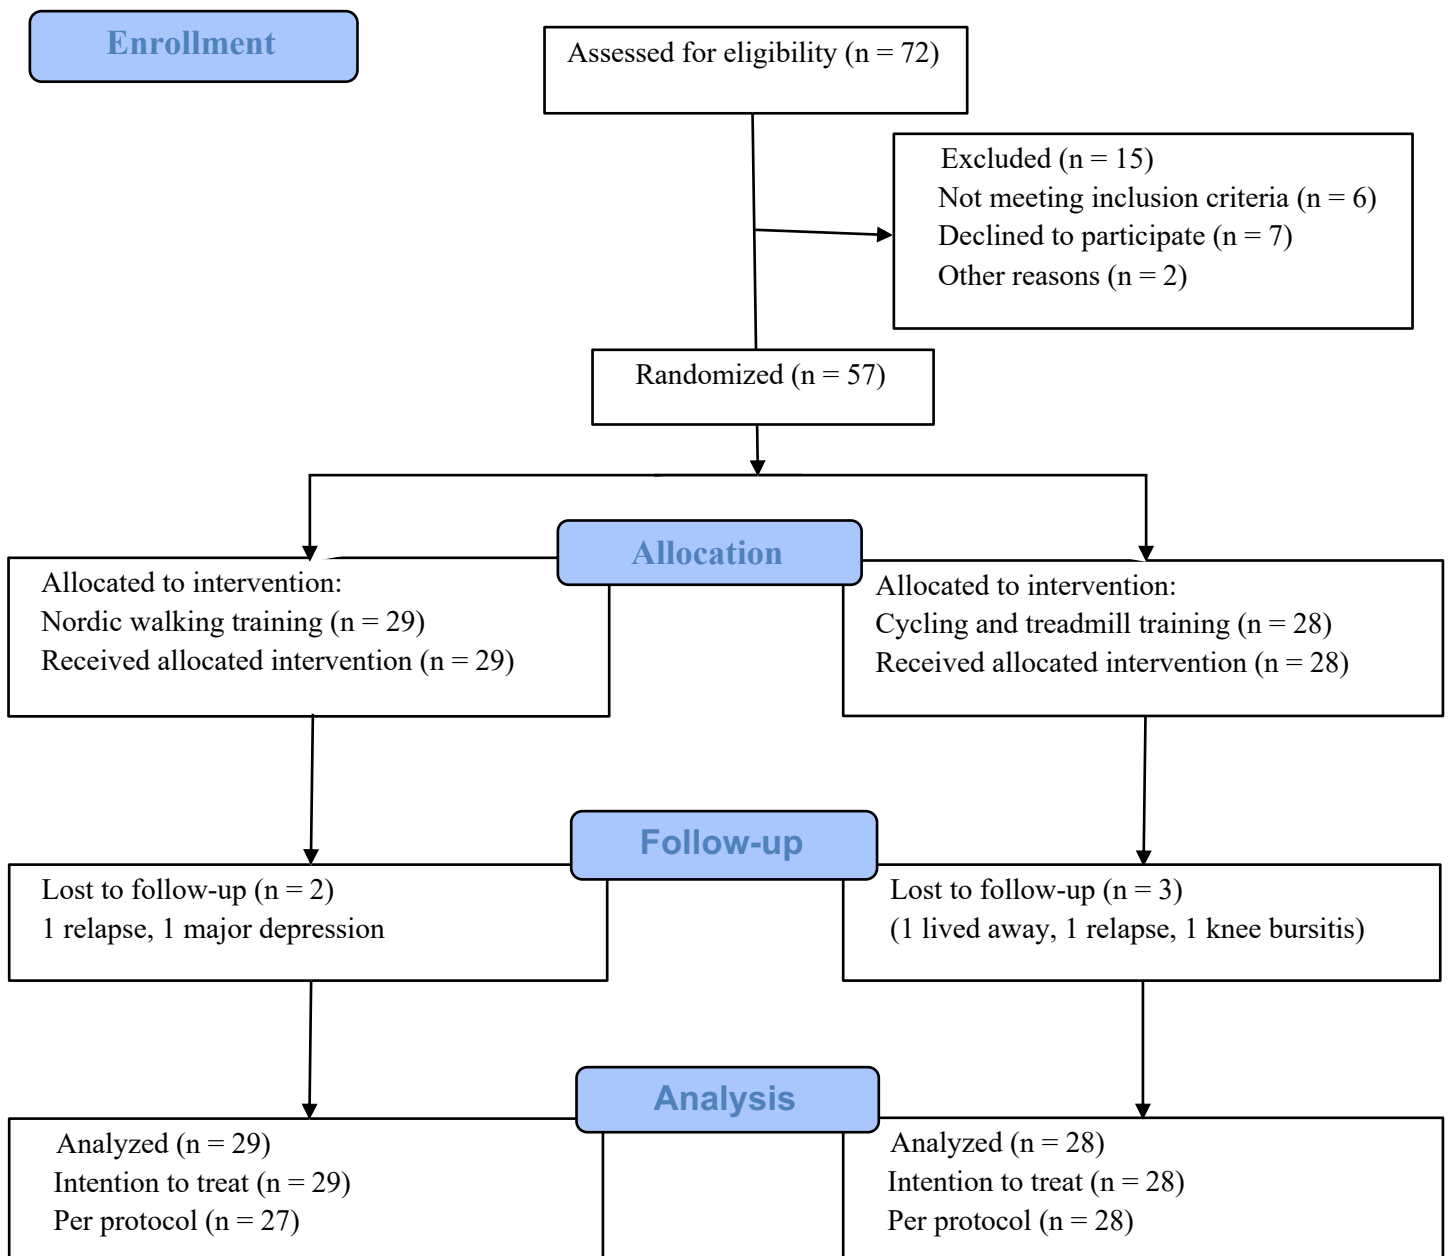 Enrollment
Assessed for eligibility (n = 72)
Excluded (n = 15)
Not meeting inclusion criteria (n = 6)
Declined to participate (n = 7)
Other reasons (n = 2)
Randomized (n = 57)
Allocation
Allocated to intervention:
Nordic walking training (n = 29)
Received allocated intervention (n = 29)
Allocated to intervention:
Cycling and treadmill training (n = 28)
Received allocated intervention (n = 28)
Follow-up
Lost to follow-up (n = 2)
1 relapse, 1 major depression
Lost to follow-up (n = 3)
(1 lived away, 1 relapse, 1 knee bursitis)
Analysis
Analyzed (n = 29)
Intention to treat (n = 29)
Per protocol (n = 27)
Analyzed (n = 28)
Intention to treat (n = 28)
Per protocol (n = 28)